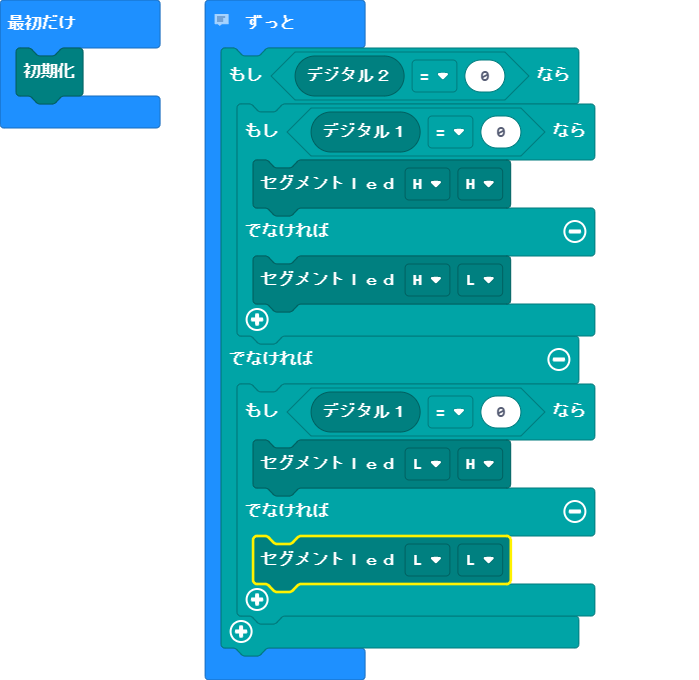 最初だけ
初期化
ずっと
もし デジタル２ = 0 なら
もし デジタル１ = 0 なら
セグメントｌｅｄ H H
でなければ
セグメントｌｅｄ H L
でなければ
もし デジタル１ = 0 なら
セグメントｌｅｄ L H
でなければ
セグメントｌｅｄ L L